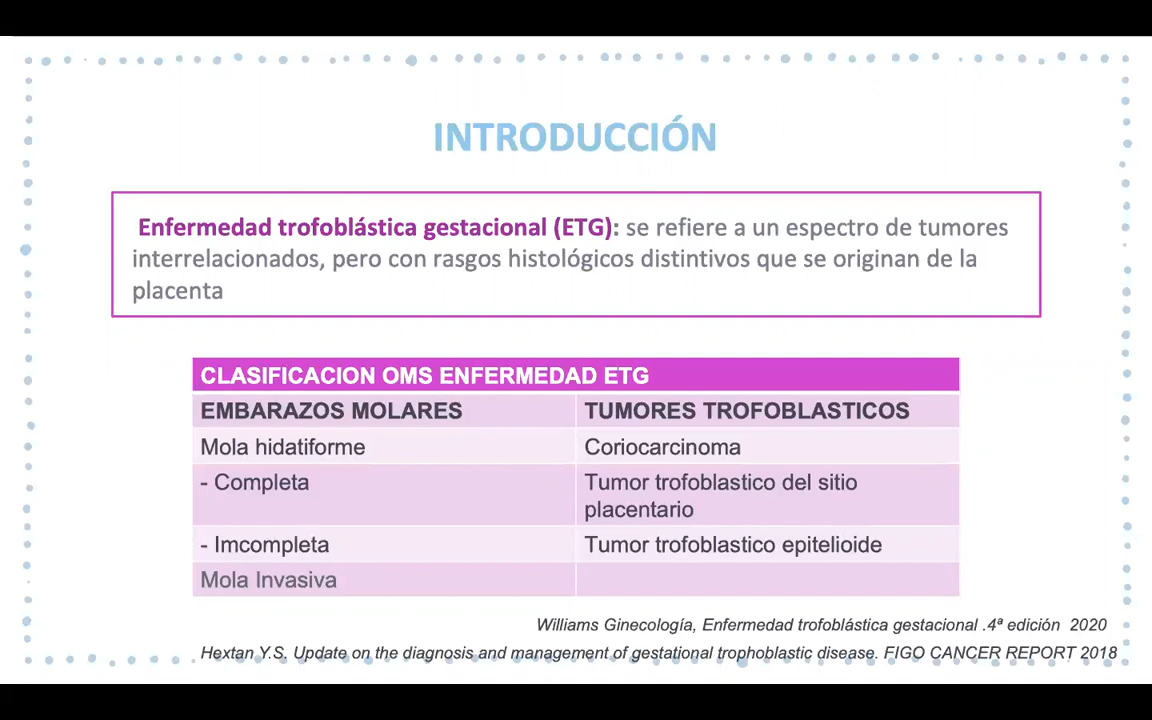 INTRODUCCIÓN
Enfermedad trofoblástica gestacional (ETG): se refiere a un espectro de tumores
interrelacionados, pero con rasgos histológicos distintivos que se originan de la
placenta
CLASIFICACION OMS ENFERMEDAD ETG
EMBARAZOS MOLARES TUMORES TROFOBLASTICOS
Mola hidatiforme Coriocarcinoma
- Completa Tumor trofoblastico del sitio
placentario
- Imcompleta Tumor trofoblastico epitelioide
Mola Invasiva
Williams Ginecología, Enfermedad trofoblástica gestacional .4ª edición 2020
Hextan Y.S. Update on the diagnosis and management of gestational trophoblastic disease. FIGO CANCER REPORT 2018